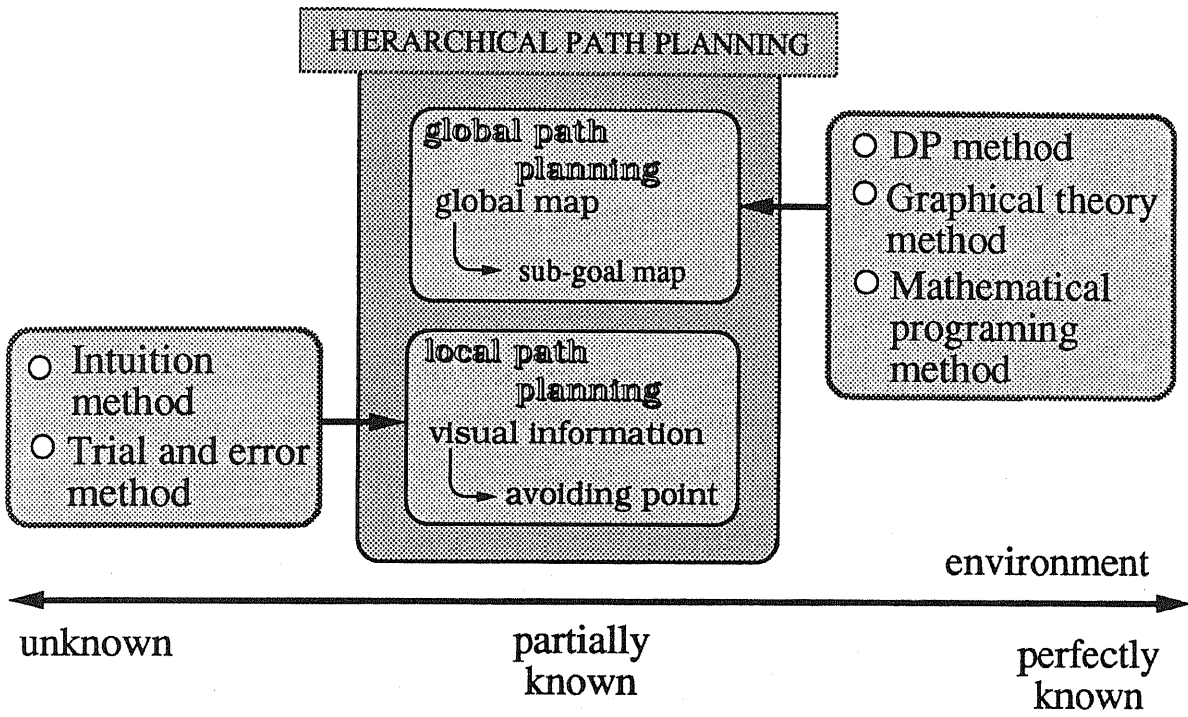 HIERARCHICAL PATH PLANNING
global path
planning
global map
sub-goal map
DP method
Graphical theory
method
Mathematical
programing
method
local path
planning
visual information
avoiding point
Intuition
method
Trial and error
method
environment
unknown
partially
known
perfectly
known